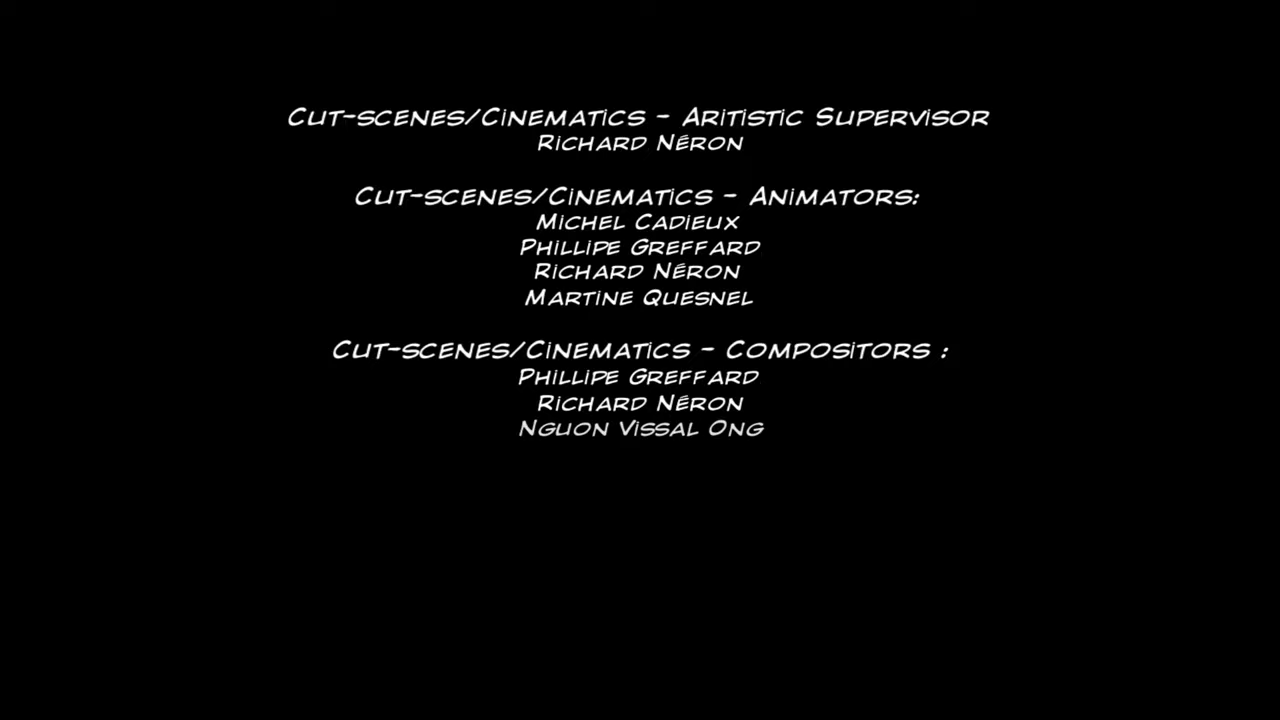 Cut-scenes/Cinematics - Aritistic Supervisor
Richard Néron
Cut-scenes/Cinematics - Animators:
Michel Cadieux
Phillipe Greffard
Richard Néron
Martine Quesnel
Cut-scenes/Cinematics - Compositors :
Phillipe Greffard
Richard Néron
Nguon Vissal Ong